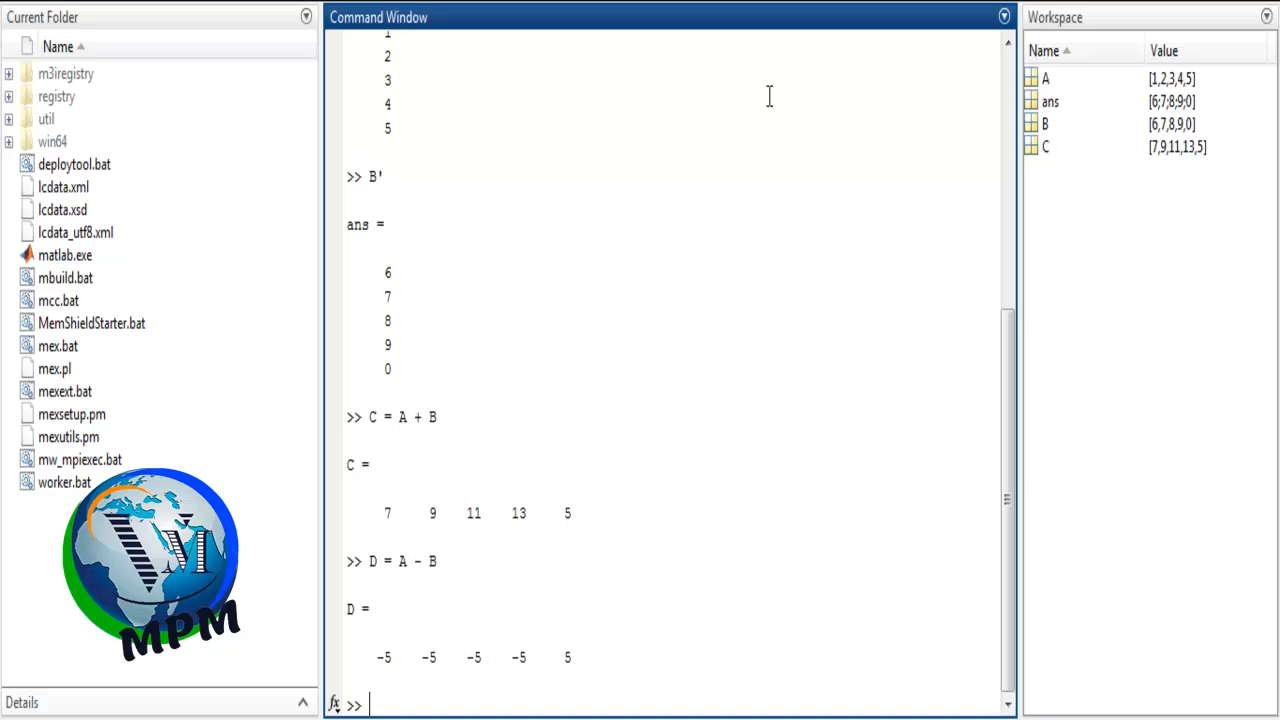 Current Folder
Name
m3iregistry
registry
util
win64
deploytool.bat
lcdata.xml
lcdata.xsd
lcdata_utf8.xml
matlab.exe
mbuild.bat
mcc.bat
MemShieldStarter.bat
mex.bat
mex.pl
mexext.bat
mexsetup.pm
mexutils.pm
mw_mpiexec.bat
worker.bat
VM
MPM
Details
Command Window
1
2
3
4
5
>> B'
ans =
6
7
8
9
0
>> C = A + B
C =
7 9 11 13 5
>> D = A - B
D =
-5 -5 -5 -5 5
fx >>
Workspace
Name Value
A [1,2,3,4,5]
ans [6;7;8;9;0]
B [6,7,8,9,0]
C [7,9,11,13,5]